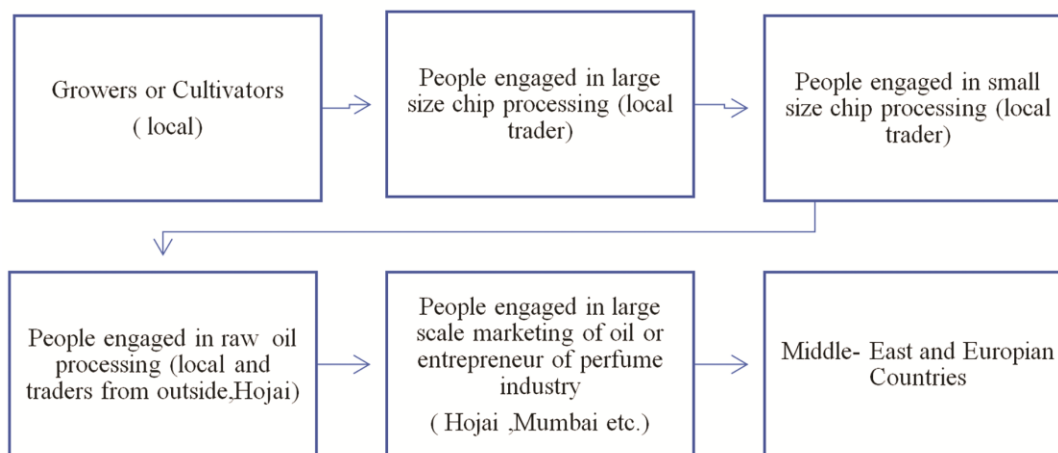 Growers or Cultivators
( local)
People engaged in large
size chip processing (local
trader)
People engaged in small
size chip processing (local
trader)
People engaged in raw oil
processing (local and
traders from outside,Hojai)
People engaged in large
scale marketing of oil or
entrepreneur of perfume
industry
( Hojai ,Mumbai etc.)
Middle- East and Europian
Countries